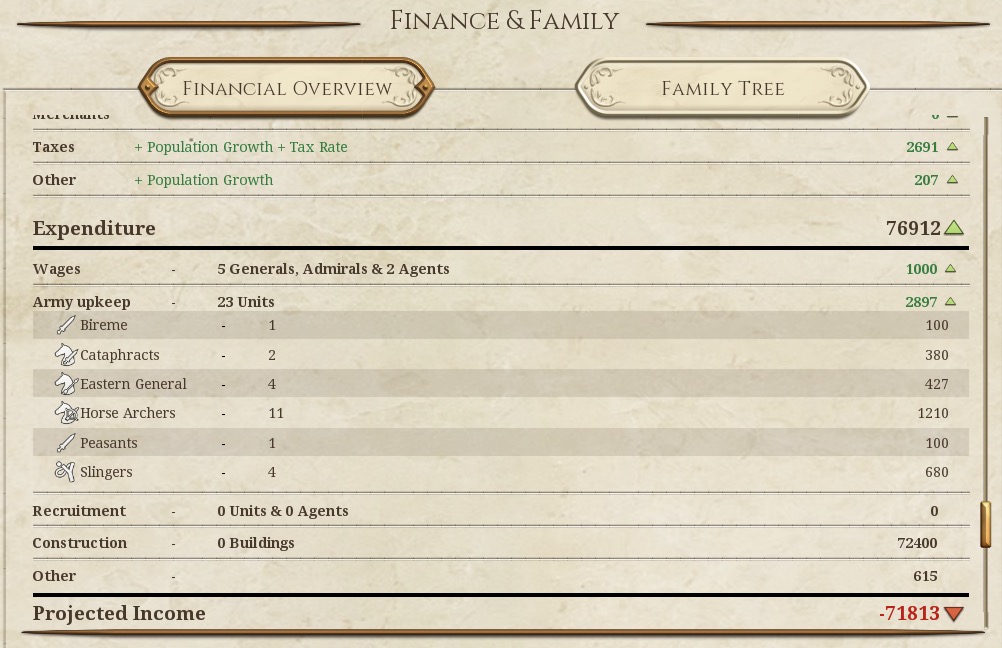 FINANCE & FAMILY
FINANCIAL OVERVIEW FAMILY TREE
Merchants
Taxes + Population Growth + Tax Rate 2691
Other + Population Growth 207
Expenditure 76912
Wages - 5 Generals, Admirals & 2 Agents 1000
Army upkeep - 23 Units 2897
Bireme - 1 100
Cataphracts - 2 380
Eastern General - 4 427
Horse Archers - 11 1210
Peasants - 1 100
Slingers - 4 680
Recruitment - 0 Units & 0 Agents 0
Construction - 0 Buildings 72400
Other - 615
Projected Income -71813